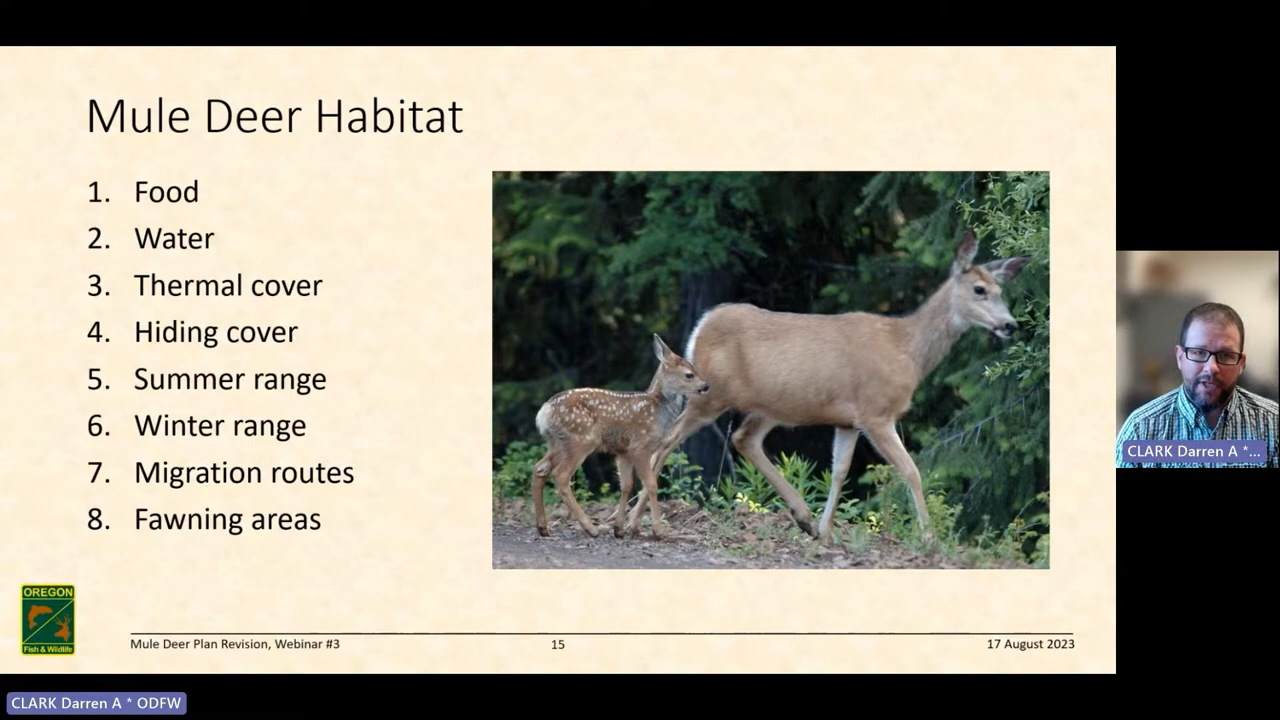 Mule Deer Habitat
1. Food
2. Water
3. Thermal cover
4. Hiding cover
5. Summer range
6. Winter range
7. Migration routes
8. Fawning areas
OREGON
Fish & Wildlife
Mule Deer Plan Revision, Webinar #3
15
17 August 2023
CLARK Darren A *...
CLARK Darren A * ODFW